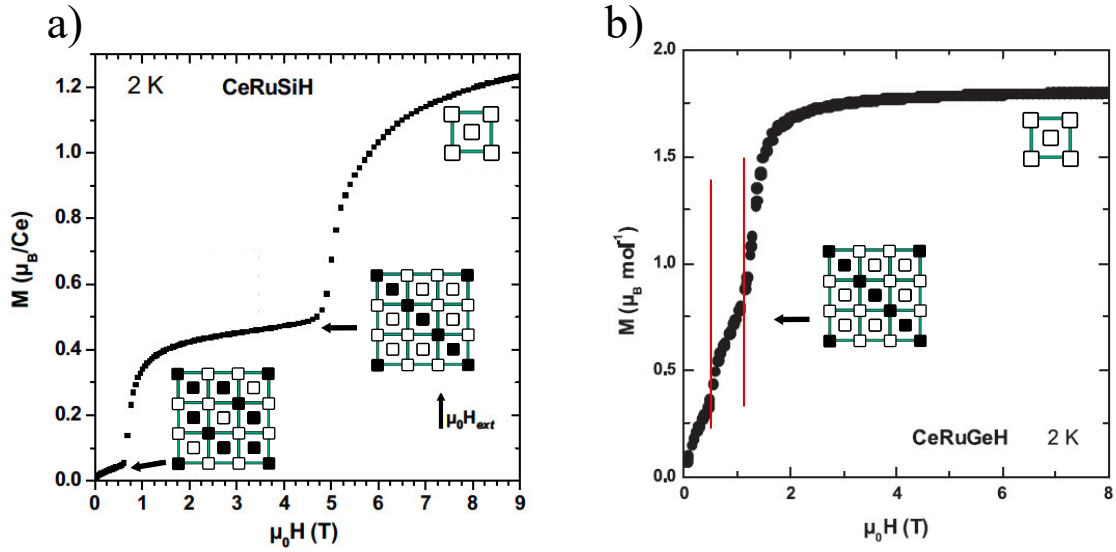 a)
2 K CeRuSiH
M (μB/Ce)
1.2
1.0
0.8
0.6
0.4
0.2
0.0
μ0Hext
0 1 2 3 4 5 6 7 8 9
μ0H (T)
b)
M (μB mol-1)
2.0
1.5
1.0
0.5
0.0
CeRuGeH 2 K
0 2 4 6 8
μ0H (T)